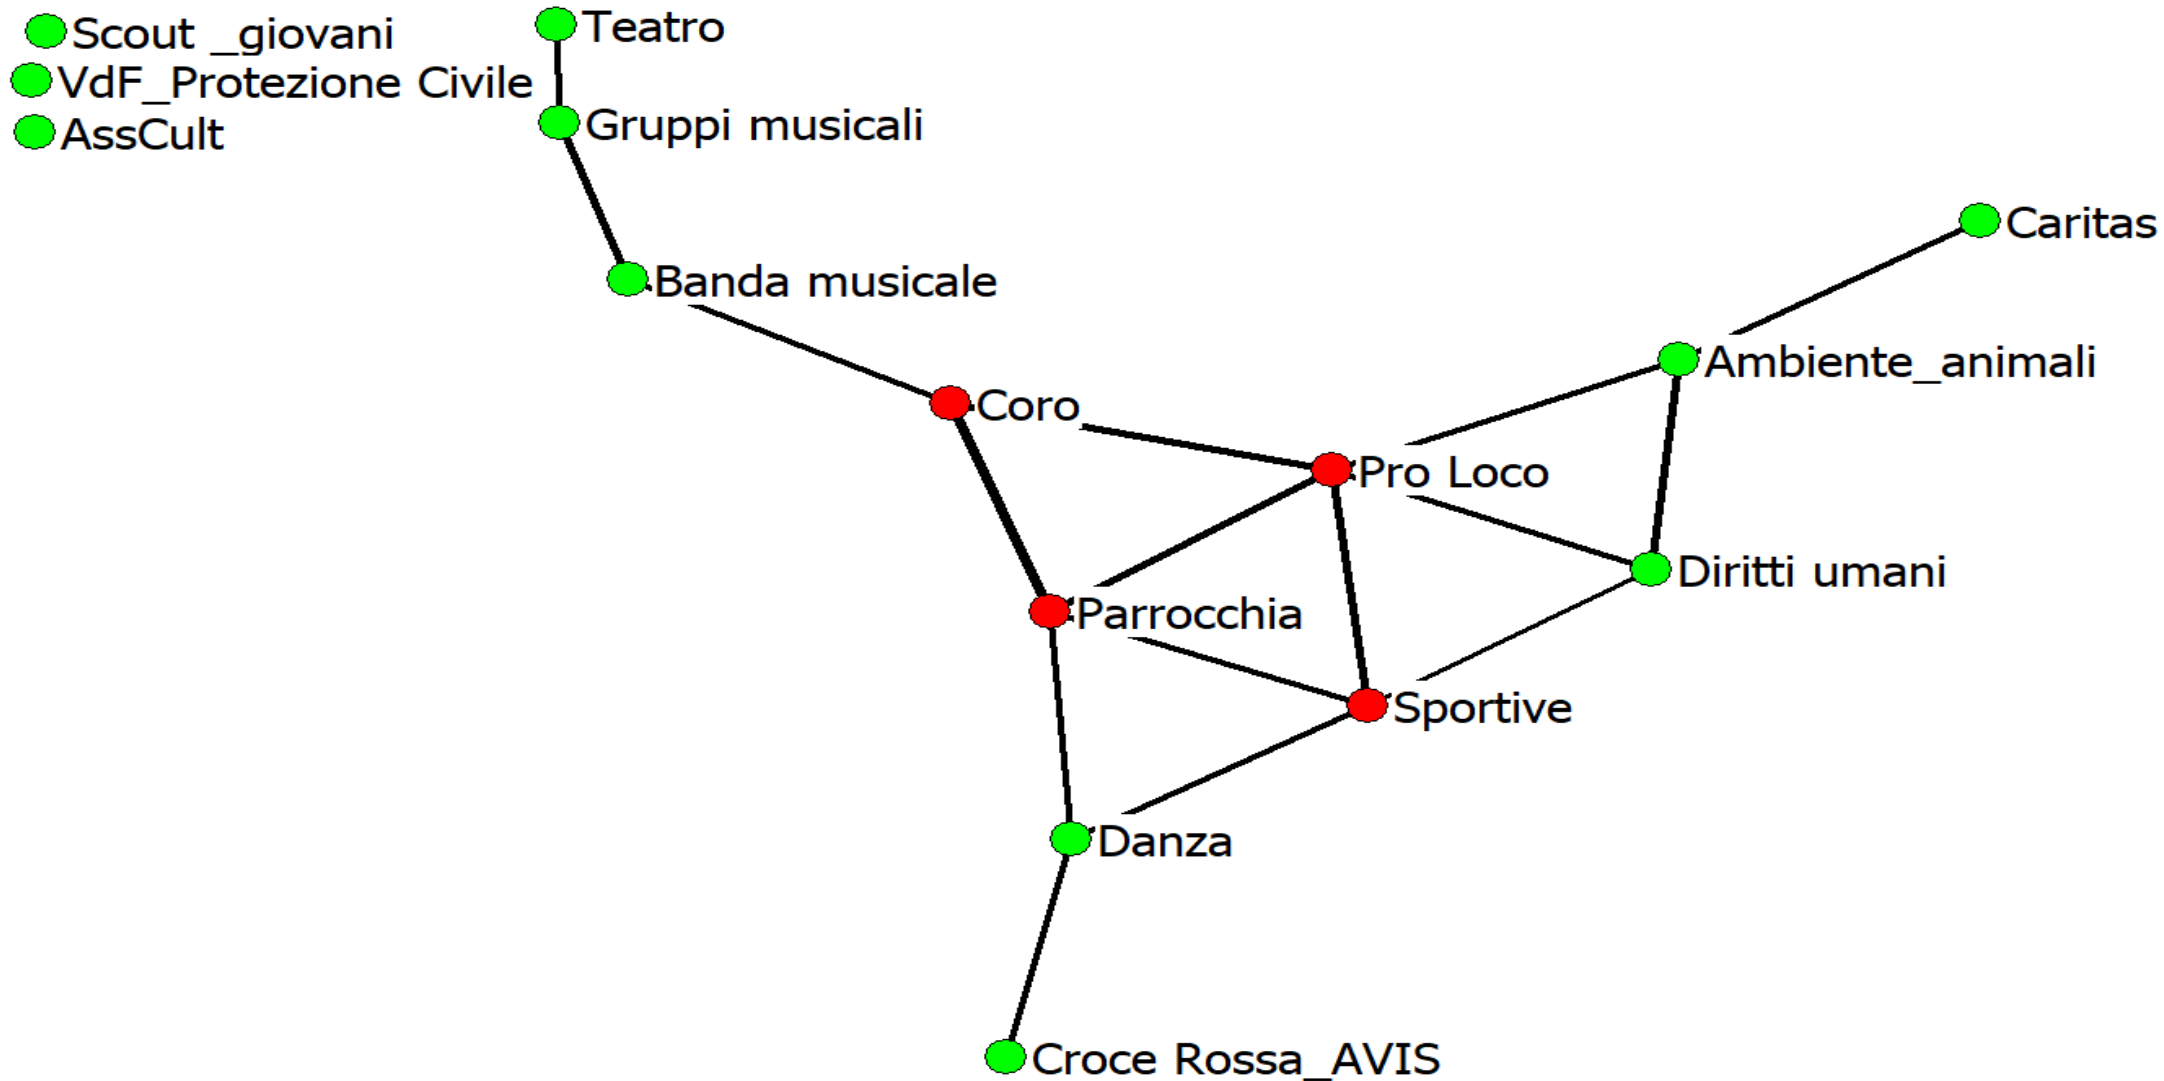 Scout _giovani
Teatro
VdF_Protezione Civile
Gruppi musicali
AssCult
Caritas
Banda musicale
Ambiente_animali
Coro
Pro Loco
Diritti umani
Parrocchia
Sportive
Danza
Croce Rossa_AVIS